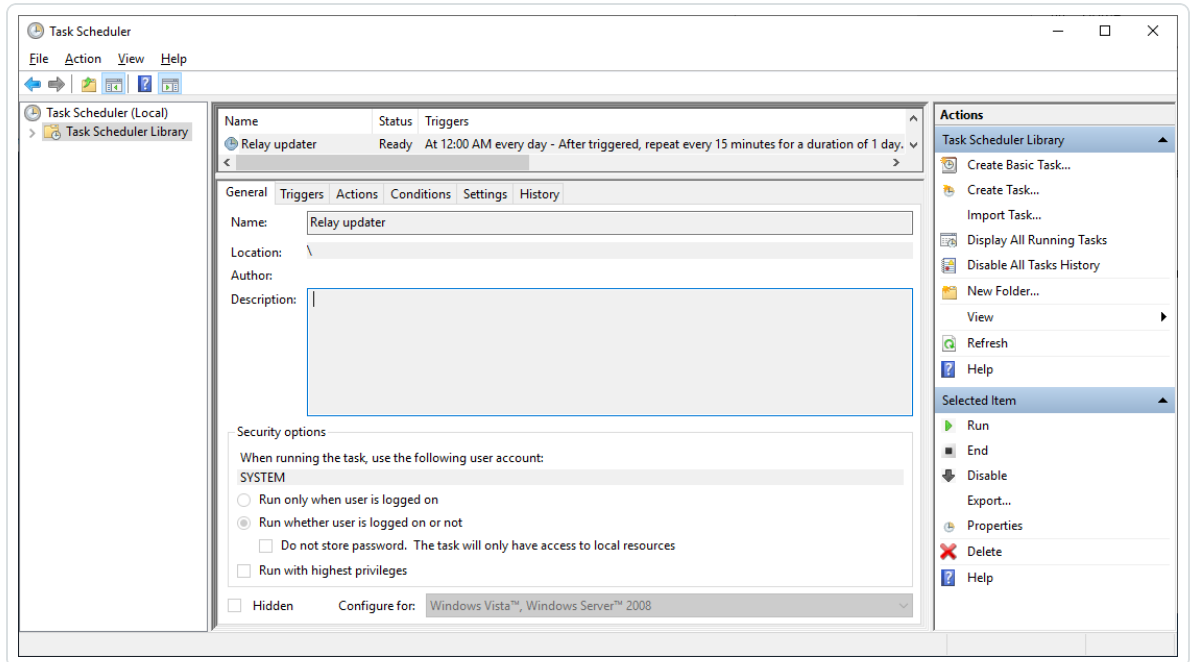 Task Scheduler
File Action View Help
Task Scheduler (Local)
Task Scheduler Library
Name Status Triggers
Relay updater Ready At 12:00 AM every day - After triggered, repeat every 15 minutes for a duration of 1 day.
General Triggers Actions Conditions Settings History
Name: Relay updater
Location: \
Author:
Description:
Security options
When running the task, use the following user account:
SYSTEM
Run only when user is logged on
Run whether user is logged on or not
Do not store password. The task will only have access to local resources
Run with highest privileges
Hidden Configure for: Windows Vista™, Windows Server™ 2008
Actions
Task Scheduler Library
Create Basic Task...
Create Task...
Import Task...
Display All Running Tasks
Disable All Tasks History
New Folder...
View
Refresh
Help
Selected Item
Run
End
Disable
Export...
Properties
Delete
Help